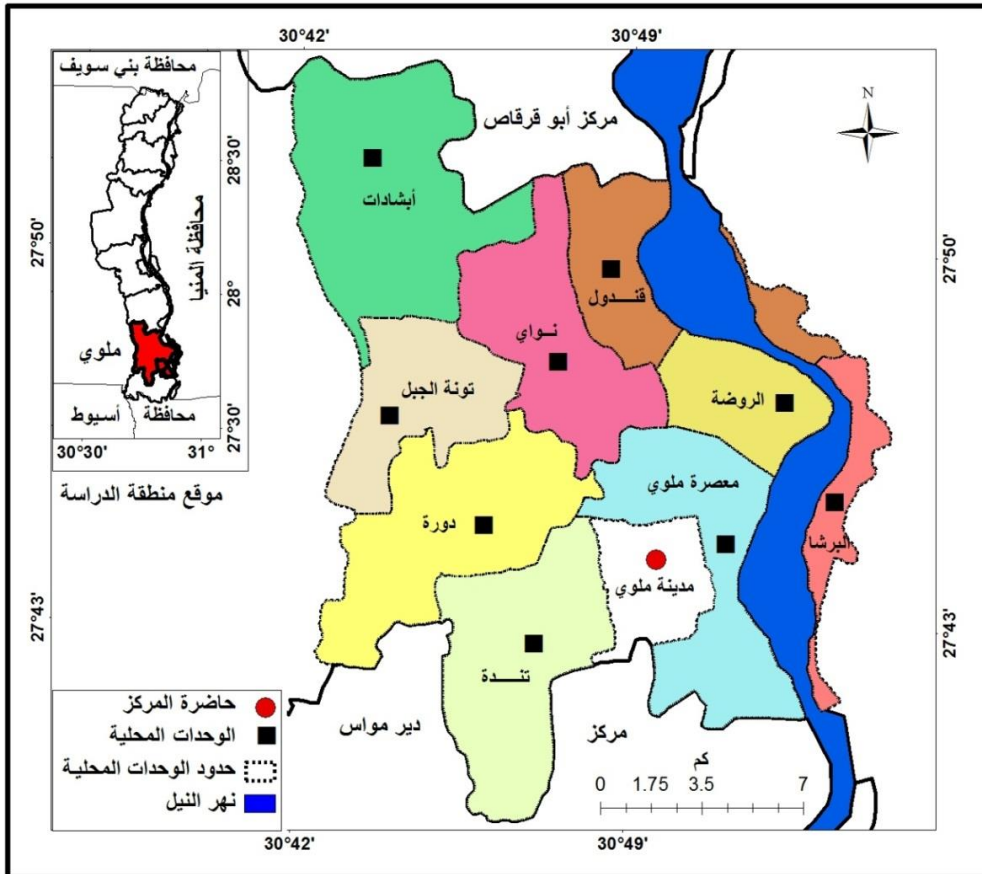 30°42'
30°49'
محافظة بني سويف
28°30'
محافظة المنيا
28°
ملوي
محافظة أسيوط
27°30'
30°30'
31°
موقع منطقة الدراسة
27°50'
27°50'
N
مركز أبو قرقاص
أبشادات
قنـــدول
نــواي
تونة الجبل
الروضة
معصرة ملوي
دورة
البرشا
مدينة ملوي
27°43'
27°43'
تنـــدة
دير مواس
مركز
حاضرة المركز
الوحدات المحلية
حدود الوحدات المحلية
نهر النيل
كم
0 1.75 3.5 7
30°42'
30°49'